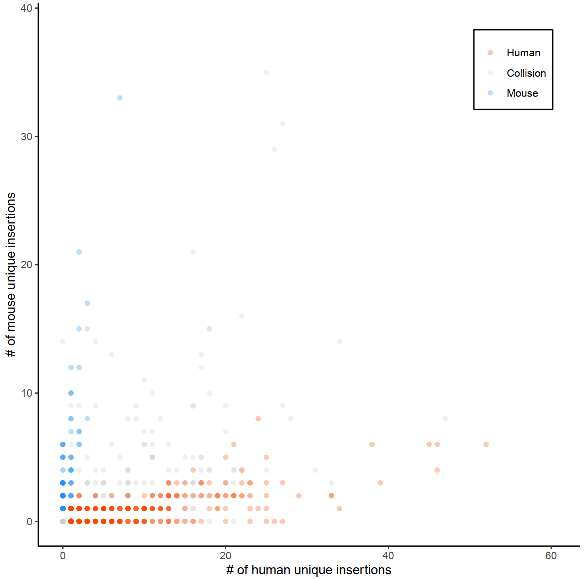 40
30
20
10
0
0
20
40
60
# of mouse unique insertions
# of human unique insertions
Human
Collision
Mouse